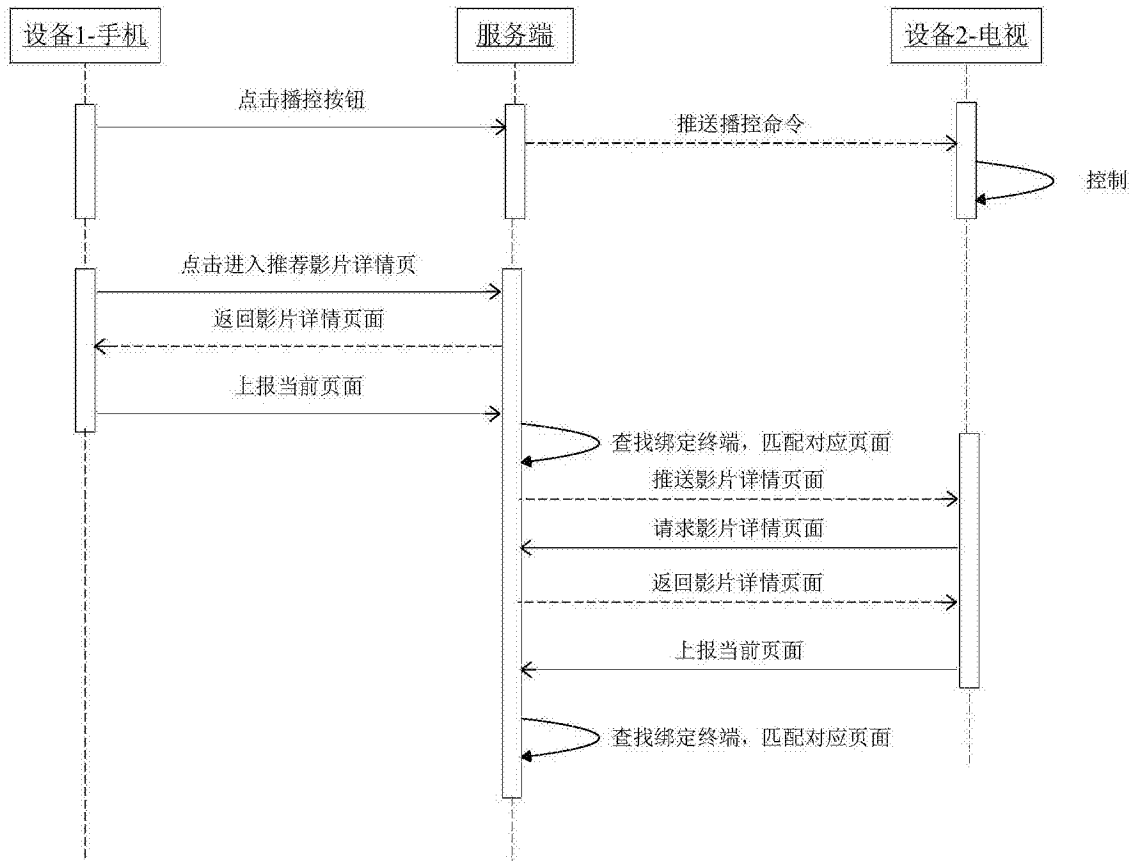 设备1-手机
服务端
设备2-电视
点击播控按钮
推送播控命令
控制
点击进入推荐影片详情页
返回影片详情页面
上报当前页面
查找绑定终端，匹配对应页面
推送影片详情页面
请求影片详情页面
返回影片详情页面
上报当前页面
查找绑定终端，匹配对应页面